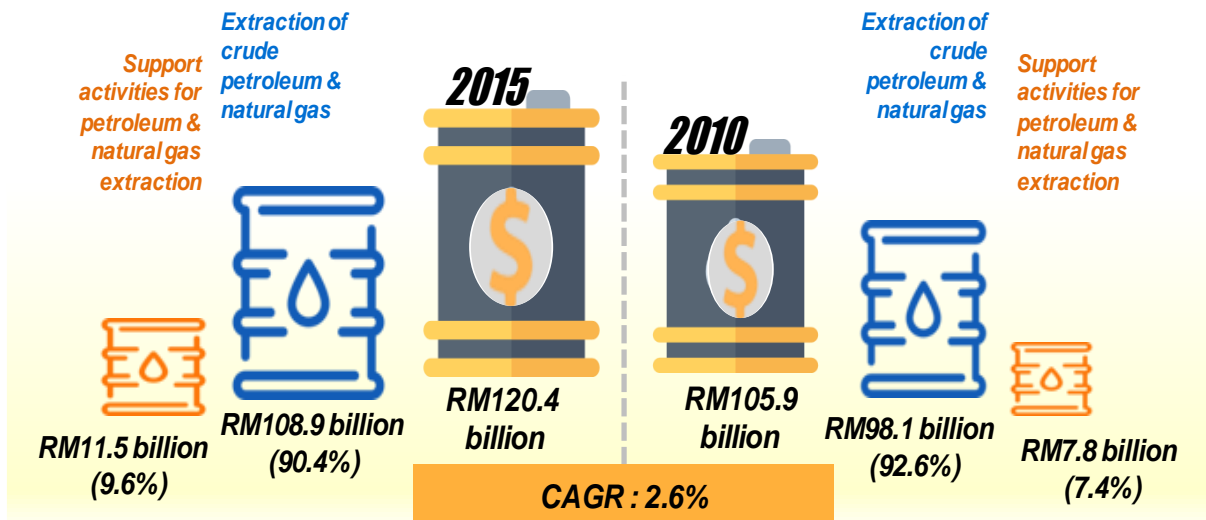 Support
activities for
petroleum &
natural gas
extraction
Extraction of
crude
petroleum &
natural gas
2015
2010
Extraction of
crude
petroleum &
natural gas
Support
activities for
petroleum &
natural gas
extraction
$
$
RM11.5 billion
(9.6%)
RM108.9 billion
(90.4%)
RM120.4
billion
RM105.9
billion
RM98.1 billion
(92.6%)
RM7.8 billion
(7.4%)
CAGR : 2.6%